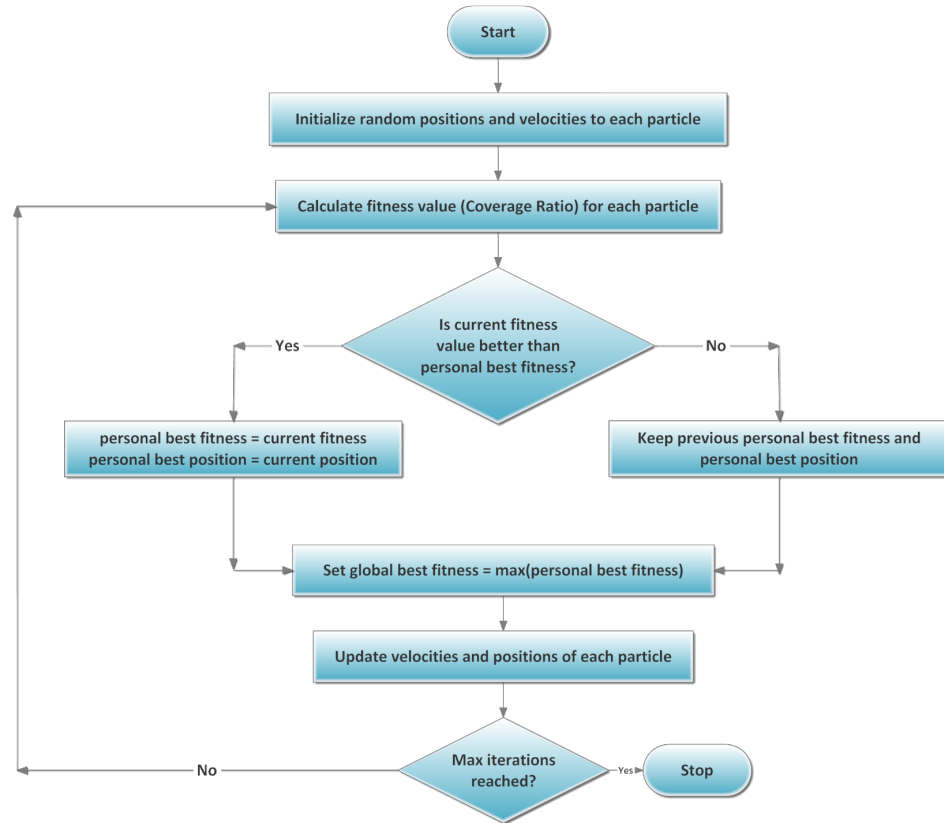 Start
Initialize random positions and velocities to each particle
Calculate fitness value (Coverage Ratio) for each particle
Is current fitness
value better than
personal best fitness?
Yes
No
personal best fitness = current fitness
personal best position = current position
Keep previous personal best fitness and
personal best position
Set global best fitness = max(personal best fitness)
Update velocities and positions of each particle
Max iterations
reached?
No
Yes
Stop